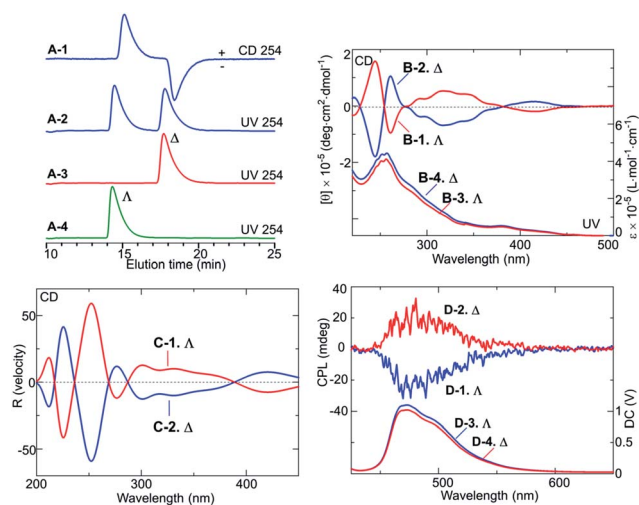 A-1
+
-
CD 254
A-2
UV 254
A-3
Δ
UV 254
A-4
Λ
UV 254
10 15 20 25
Elution time (min)
CD
2
0
-2
[θ] × 10⁻⁵ (deg·cm²·dmol⁻¹)
B-2. Δ
B-1. Λ
B-4. Δ
B-3. Λ
UV
6
4
2
0
ε × 10⁻⁵ (L·mol⁻¹·cm⁻¹)
300 400 500
Wavelength (nm)
CD
50
0
-50
R (velocity)
C-1. Λ
C-2. Δ
200 300 400
Wavelength (nm)
40
20
0
-20
-40
CPL (mdeg)
D-2. Δ
D-1. Λ
D-3. Λ
D-4. Δ
1
0
DC (V)
500 600
Wavelength (nm)